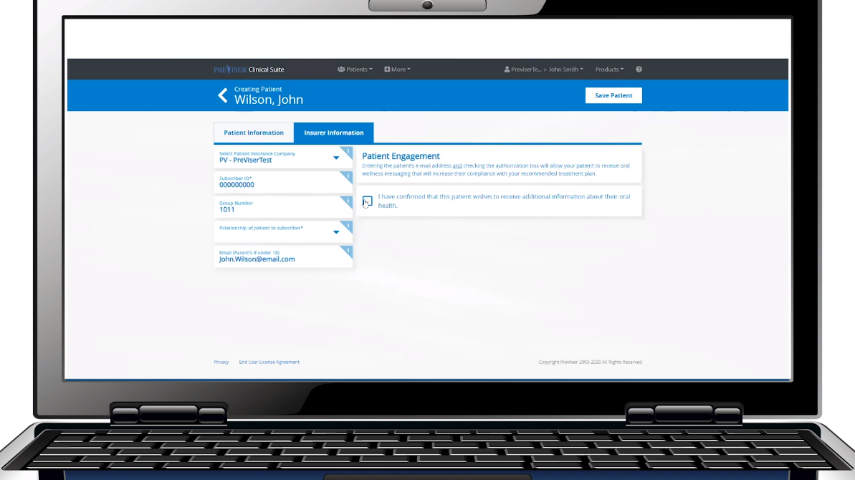 PREVISER Clinical Suite Patients More PreviserTe... > John Smith Products
Creating Patient
Wilson, John
Save Patient
Patient Information Insurer Information
Select Patient Insurance Company
PV - PreViserTest
Subscriber ID*
000000000
Group Number
1011
Relationship of patient to subscriber*
Email (Parent's if under 18)
John.Wilson@email.com
Patient Engagement
Entering the patient's e-mail address and checking the authorization box will allow your patient to receive oral
wellness messaging that will increase their compliance with your recommended treatment plan.
I have confirmed that this patient wishes to receive additional information about their oral
health.
Privacy End User License Agreement Copyright PreViser 2003-2020 All Rights Reserved